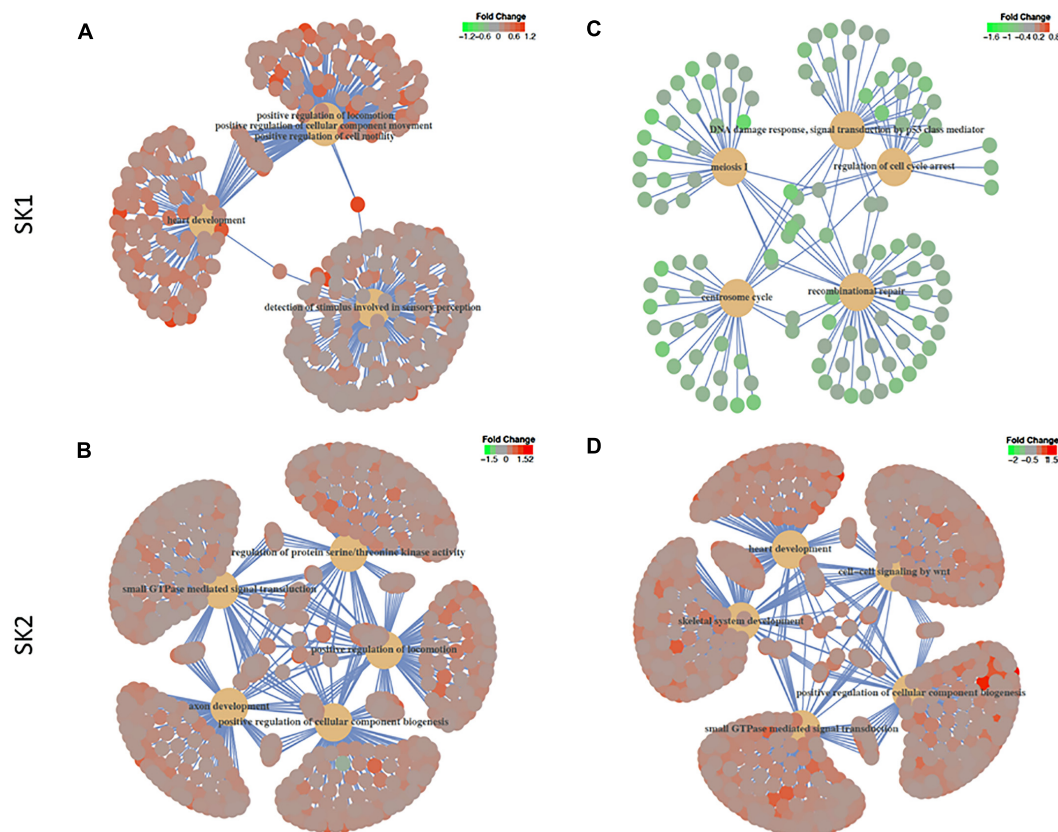 A
Fold Change
−1.2−0.6 0 0.6 1.2
positive regulation of locomotion
positive regulation of cellular component movement
positive regulation of cell motility
heart development
detection of stimulus involved in sensory perception
SK1
C
Fold Change
−1.6 −1 −0.4 0.2 0.8
DNA damage response, signal transduction by p53 class mediator
meiosis I
regulation of cell cycle arrest
centrosome cycle
recombinational repair
B
Fold Change
−1.5 0 1.52
regulation of protein serine/threonine kinase activity
small GTPase mediated signal transduction
positive regulation of locomotion
axon development
positive regulation of cellular component biogenesis
SK2
D
Fold Change
−2 −0.5
heart development
cell−cell signaling by wnt
skeletal system development
positive regulation of cellular component biogenesis
small GTPase mediated signal transduction